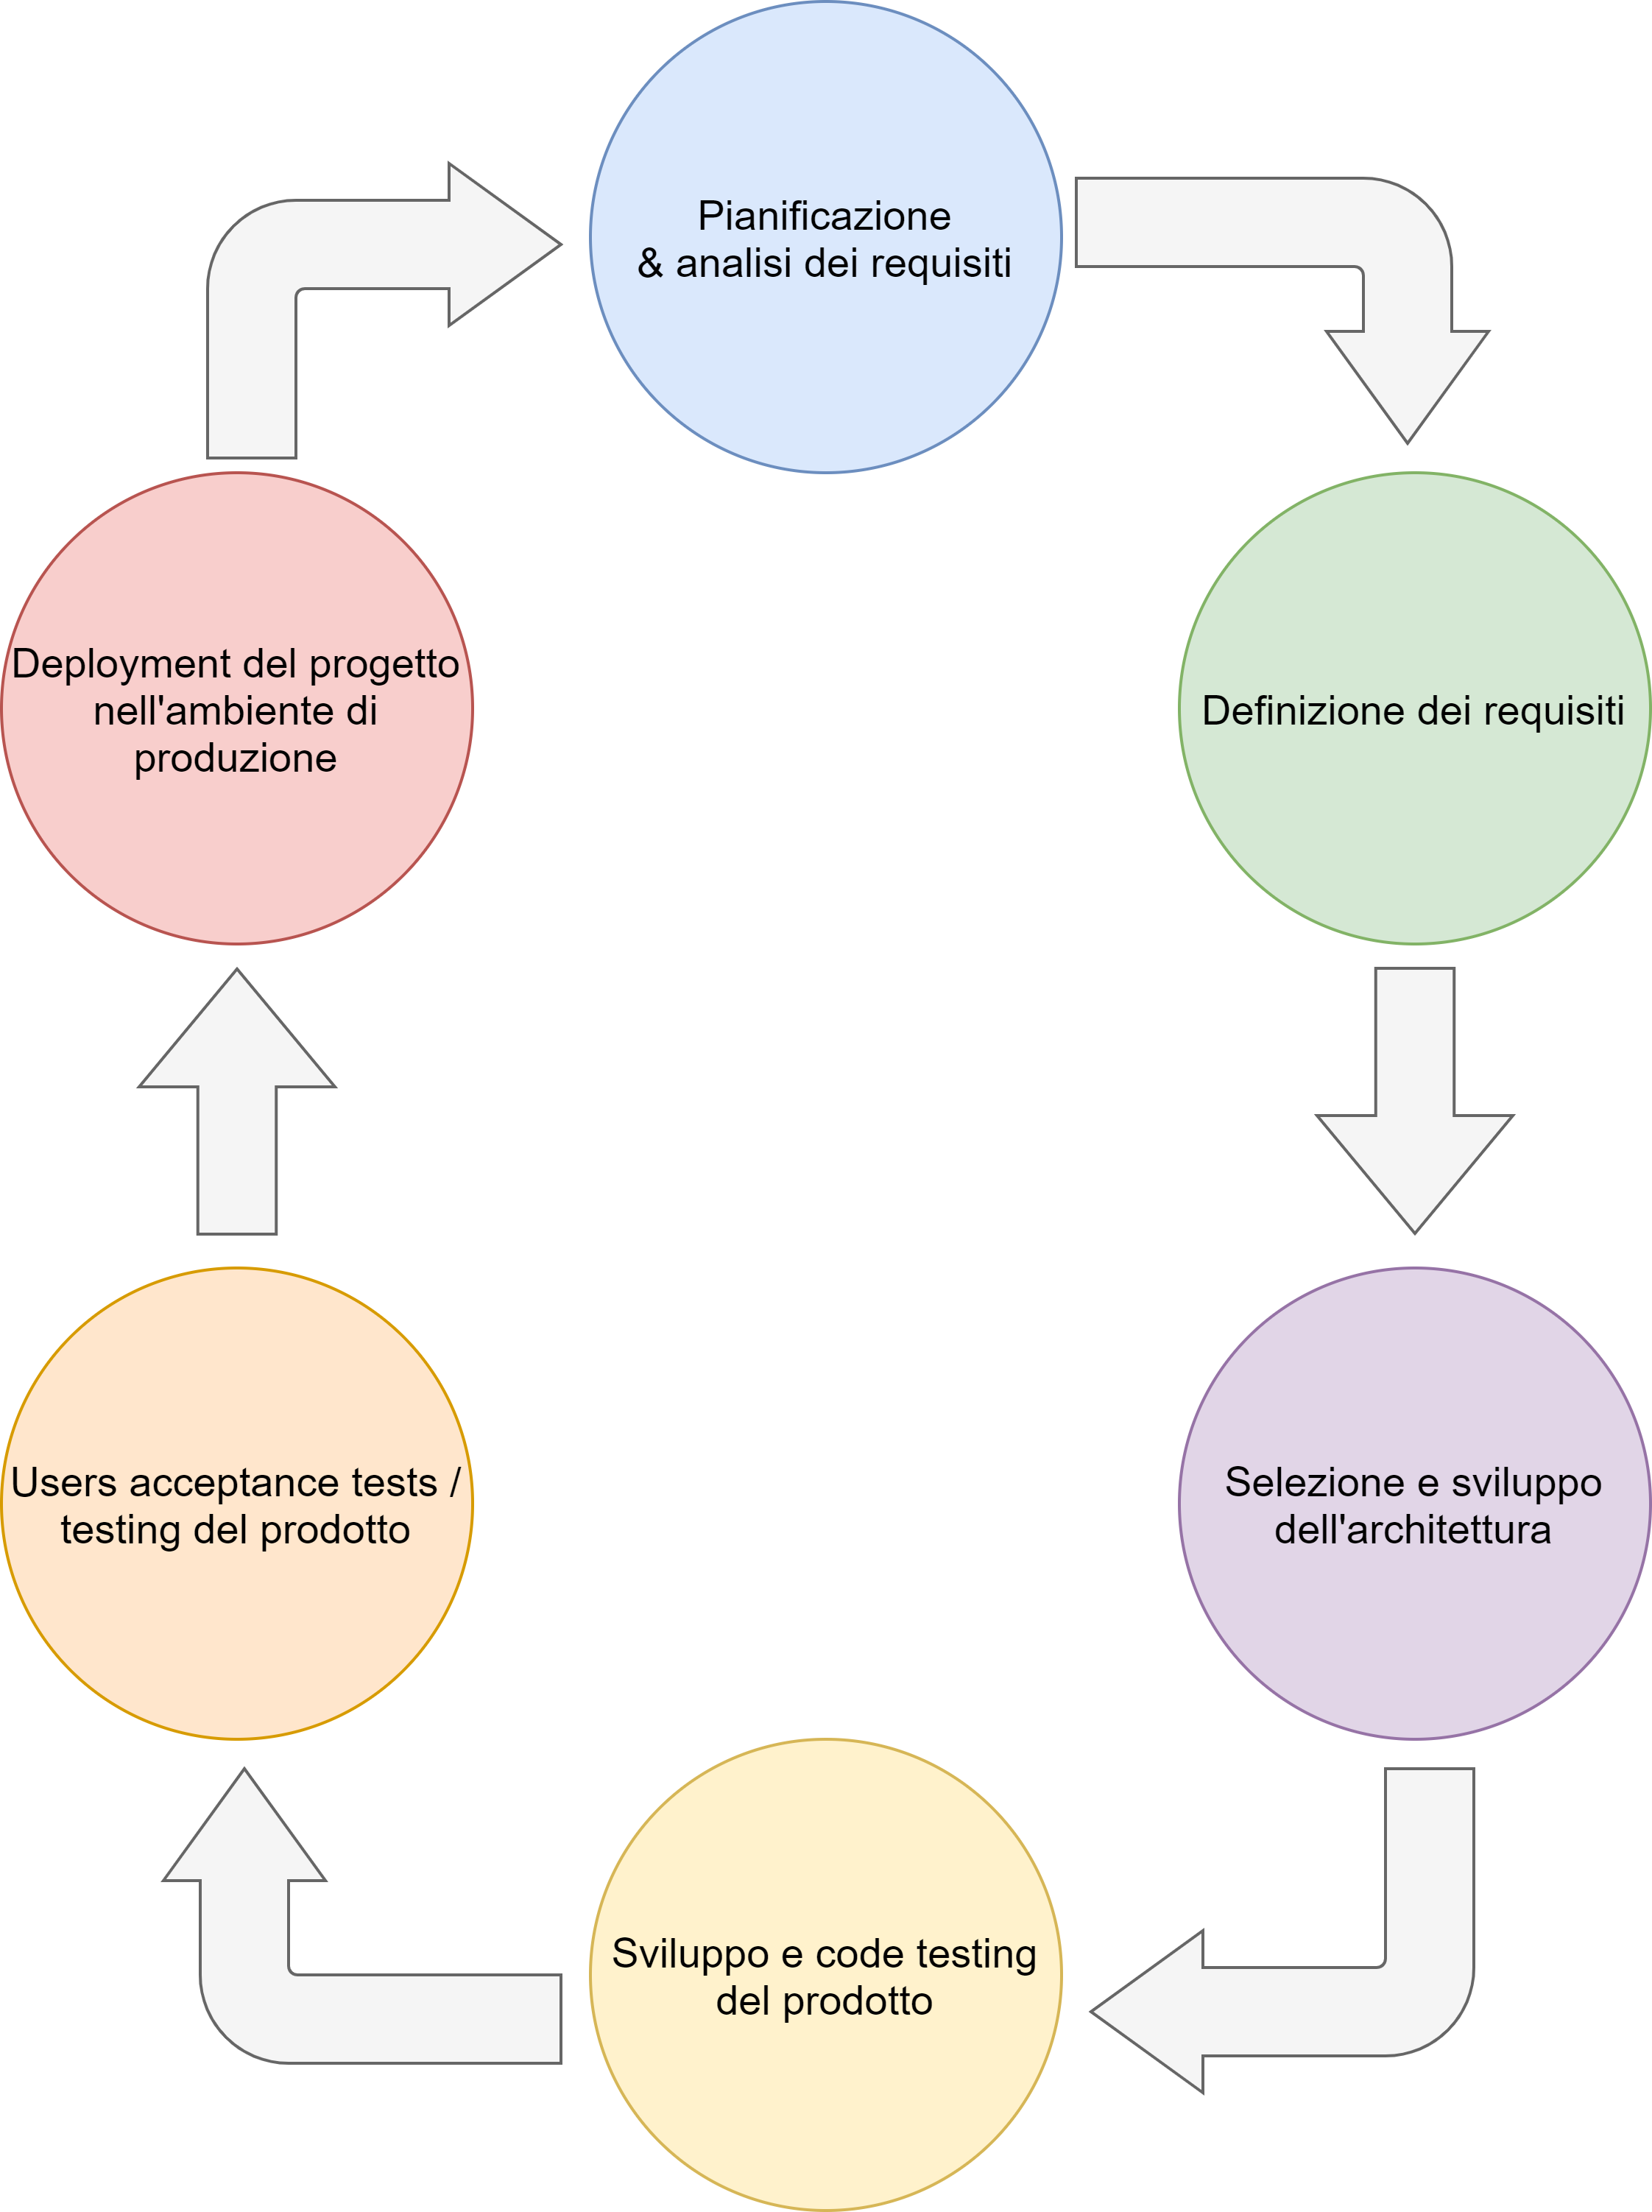 Pianificazione
& analisi dei requisiti
Definizione dei requisiti
Selezione e sviluppo
dell'architettura
Sviluppo e code testing
del prodotto
Users acceptance tests /
testing del prodotto
Deployment del progetto
nell'ambiente di
produzione